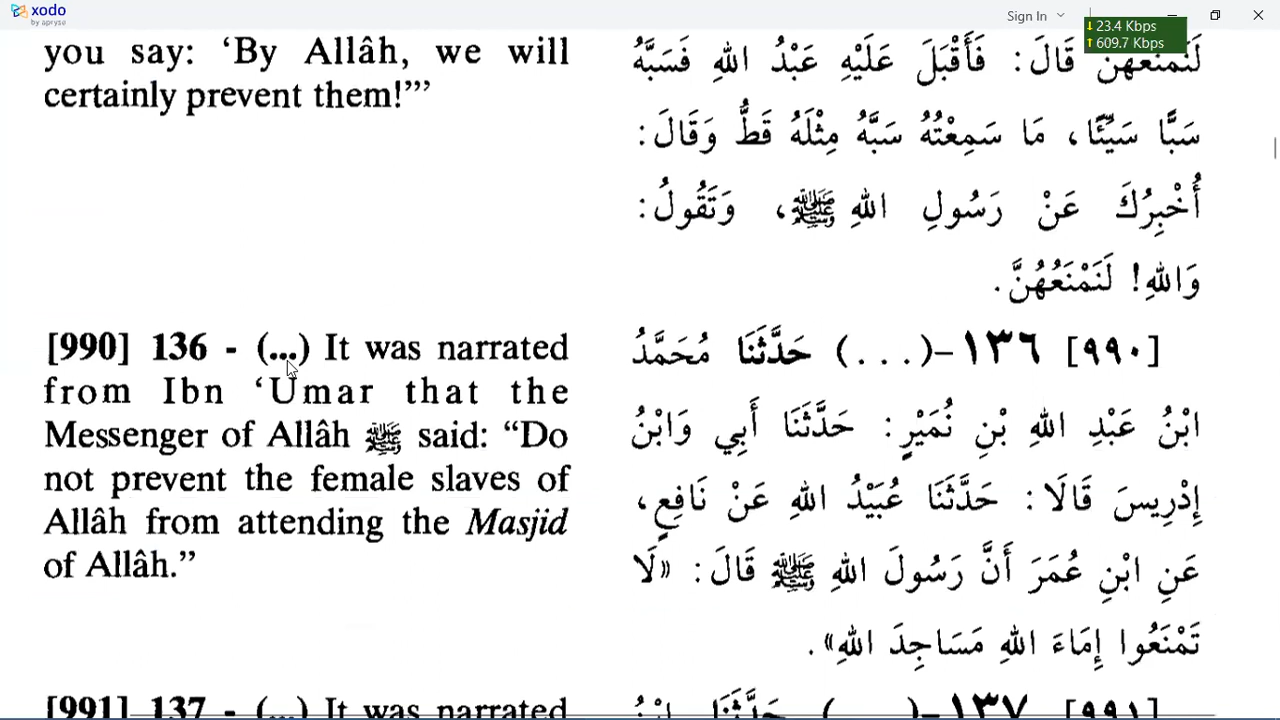 xodo
by apryse
Sign In
23.4 Kbps
609.7 Kbps
you say: ‘By Allâh, we will
certainly prevent them!”’
[990] 136 - (...) It was narrated
from Ibn ‘Umar that the
Messenger of Allâh ﷺ said: “Do
not prevent the female slaves of
Allâh from attending the Masjid
of Allâh.”
[991] 137 - (...) It was narrated
لَنَمْنَعُهُنَّ قَالَ: فَأَقْبَلَ عَلَيْهِ عَبْدُ اللهِ فَسَبَّهُ
سَبًّا سَيِّئًا، مَا سَمِعْتُهُ سَبَّهُ مِثْلَهُ قَطُّ وَقَالَ:
أُخْبِرُكَ عَنْ رَسُولِ اللهِ ﷺ، وَتَقُولُ:
وَاللهِ! لَنَمْنَعُهُنَّ.
[٩٩٠] ١٣٦-(...) حَدَّثَنَا مُحَمَّدُ
ابْنُ عَبْدِ اللهِ بْنِ نُمَيْرٍ: حَدَّثَنَا أَبِي وَابْنُ
إِدْرِيسَ قَالَا: حَدَّثَنَا عُبَيْدُ اللهِ عَنْ نَافِعٍ،
عَنِ ابْنِ عُمَرَ أَنَّ رَسُولَ اللهِ ﷺ قَالَ: «لَا
تَمْنَعُوا إِمَاءَ اللهِ مَسَاجِدَ اللهِ».
[٩٩١] ١٣٧-(...) حَدَّثَنَا ابْنُ